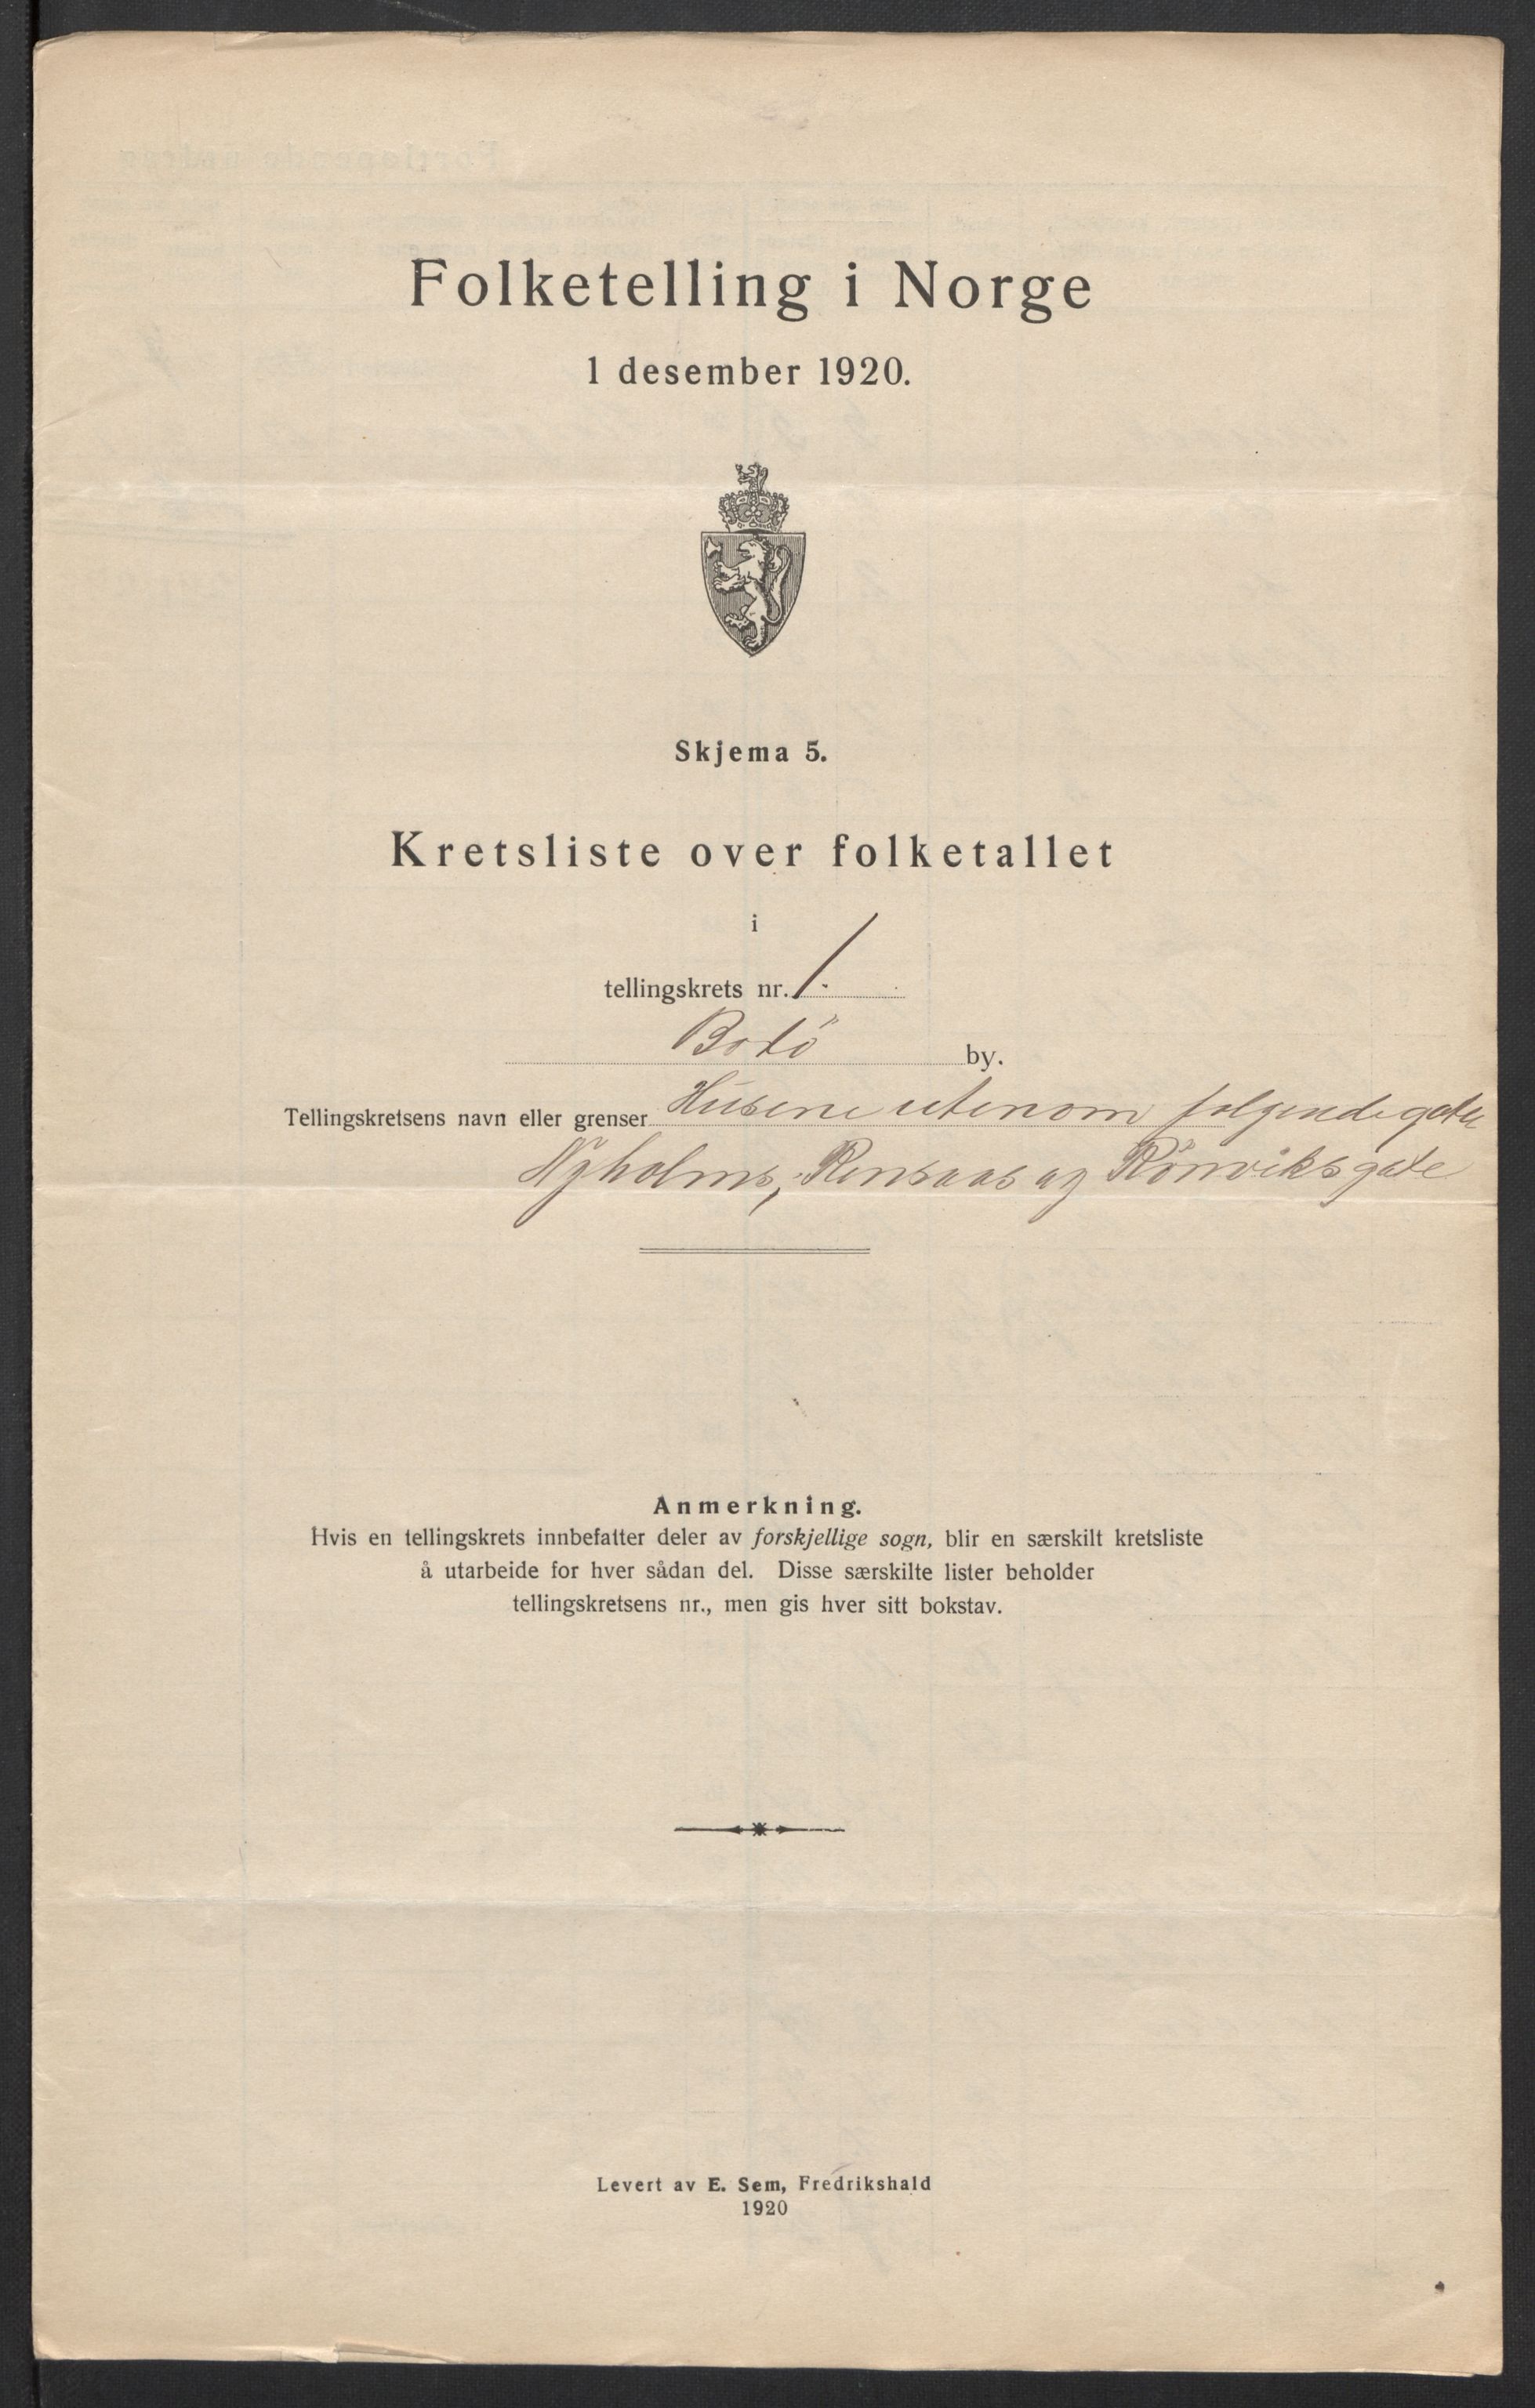 Folketelling i Norge
1 desember 1920.
Skjema 5.
Kretsliste over folketallet
i
tellingskrets nr. 1.
Bodö by.
Tellingskretsens navn eller grenser Husene utenom følgende gater
Nyholms, Rensaas og Rönviksgate
Anmerkning.
Hvis en tellingskrets innbefatter deler av forskjellige sogn, blir en særskilt kretsliste
å utarbeide for hver sådan del. Disse særskilte lister beholder
tellingskretsens nr., men gis hver sitt bokstav.
Levert av E. Sem, Fredrikshald
1920